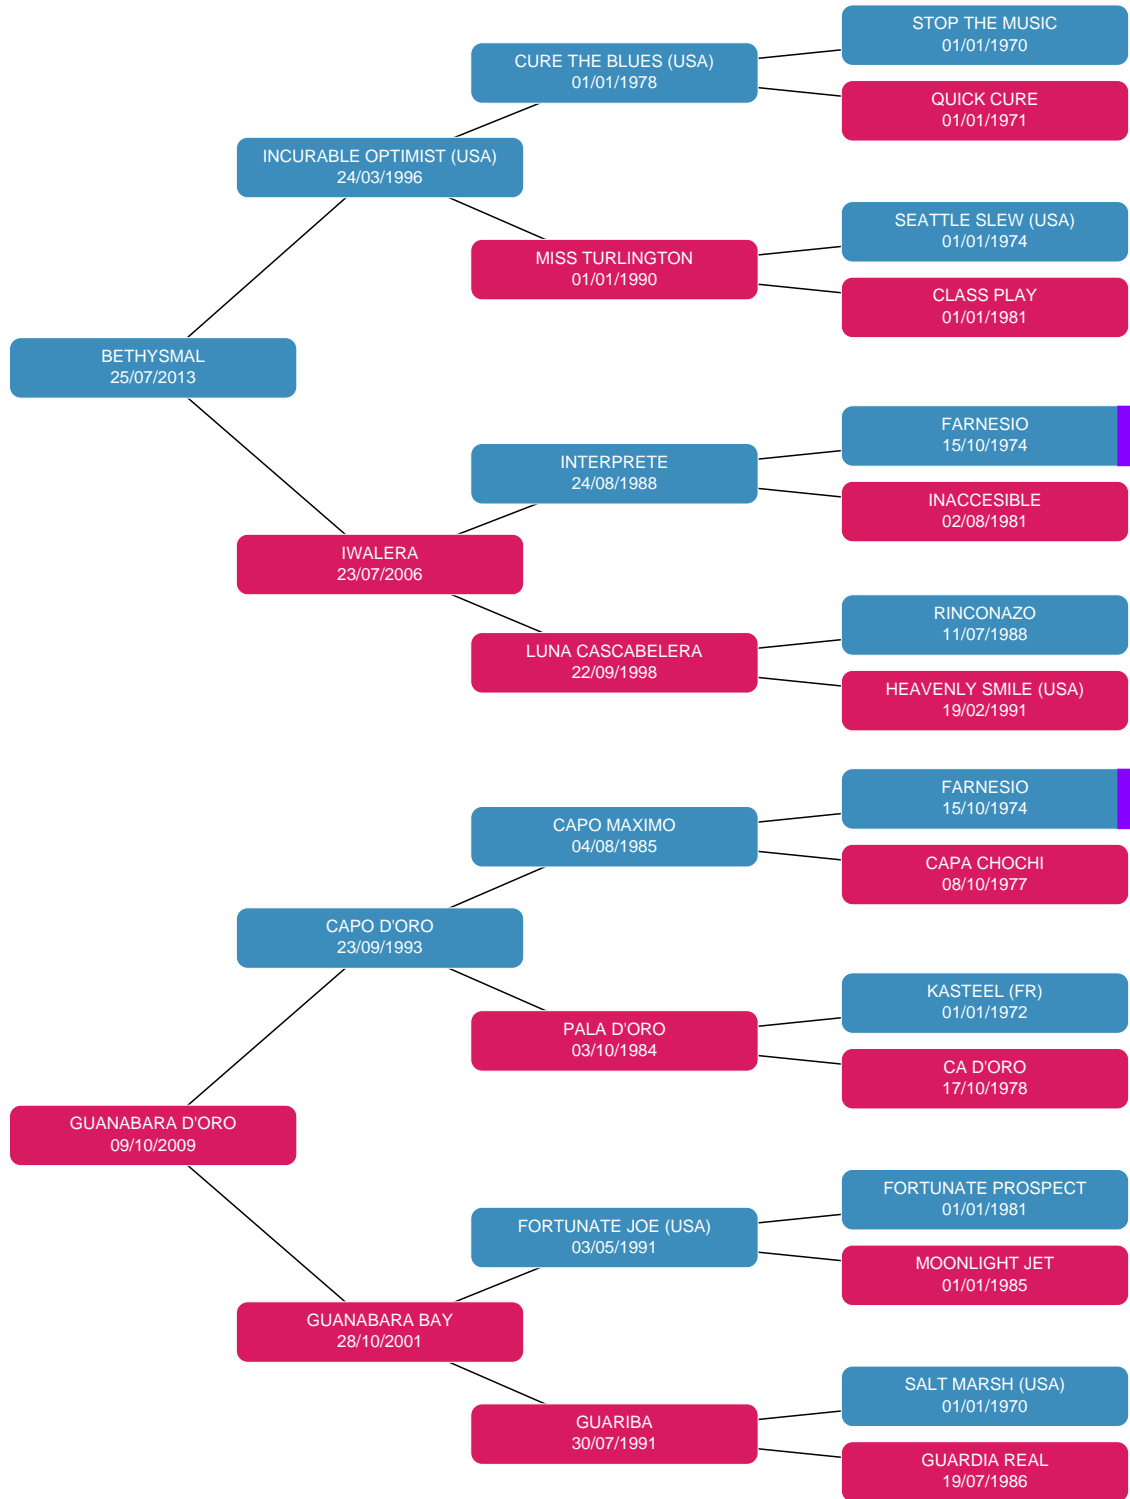 STOP THE MUSIC
01/01/1970
CURE THE BLUES (USA)
01/01/1978
QUICK CURE
01/01/1971
INCURABLE OPTIMIST (USA)
24/03/1996
SEATTLE SLEW (USA)
01/01/1974
MISS TURLINGTON
01/01/1990
CLASS PLAY
01/01/1981
BETHYSMAL
25/07/2013
FARNESIO
15/10/1974
INTERPRETE
24/08/1988
INACCESIBLE
02/08/1981
IWALERA
23/07/2006
RINCONAZO
11/07/1988
LUNA CASCABELERA
22/09/1998
HEAVENLY SMILE (USA)
19/02/1991
FARNESIO
15/10/1974
CAPO MAXIMO
04/08/1985
CAPA CHOCHI
08/10/1977
CAPO D'ORO
23/09/1993
KASTEEL (FR)
01/01/1972
PALA D'ORO
03/10/1984
CA D'ORO
17/10/1978
GUANABARA D'ORO
09/10/2009
FORTUNATE PROSPECT
01/01/1981
FORTUNATE JOE (USA)
03/05/1991
MOONLIGHT JET
01/01/1985
GUANABARA BAY
28/10/2001
SALT MARSH (USA)
01/01/1970
GUARIBA
30/07/1991
GUARDIA REAL
19/07/1986